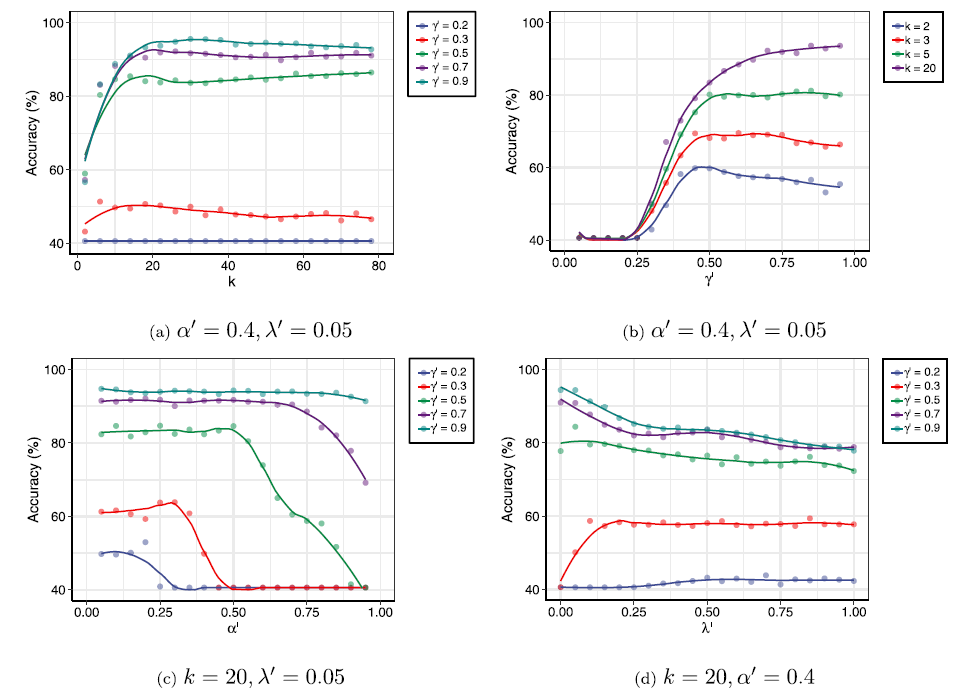 100
80
60
40
Accuracy (%)
0 20 40 60 80
k
γ' = 0.2
γ' = 0.3
γ' = 0.5
γ' = 0.7
γ' = 0.9
(a) α′ = 0.4, λ′ = 0.05
100
80
60
40
Accuracy (%)
0.00 0.25 0.50 0.75 1.00
γ'
k = 2
k = 3
k = 5
k = 20
(b) α′ = 0.4, λ′ = 0.05
100
80
60
40
Accuracy (%)
0.00 0.25 0.50 0.75 1.00
α'
γ' = 0.2
γ' = 0.3
γ' = 0.5
γ' = 0.7
γ' = 0.9
(c) k = 20, λ′ = 0.05
100
80
60
40
Accuracy (%)
0.00 0.25 0.50 0.75 1.00
λ'
γ' = 0.2
γ' = 0.3
γ' = 0.5
γ' = 0.7
γ' = 0.9
(d) k = 20, α′ = 0.4